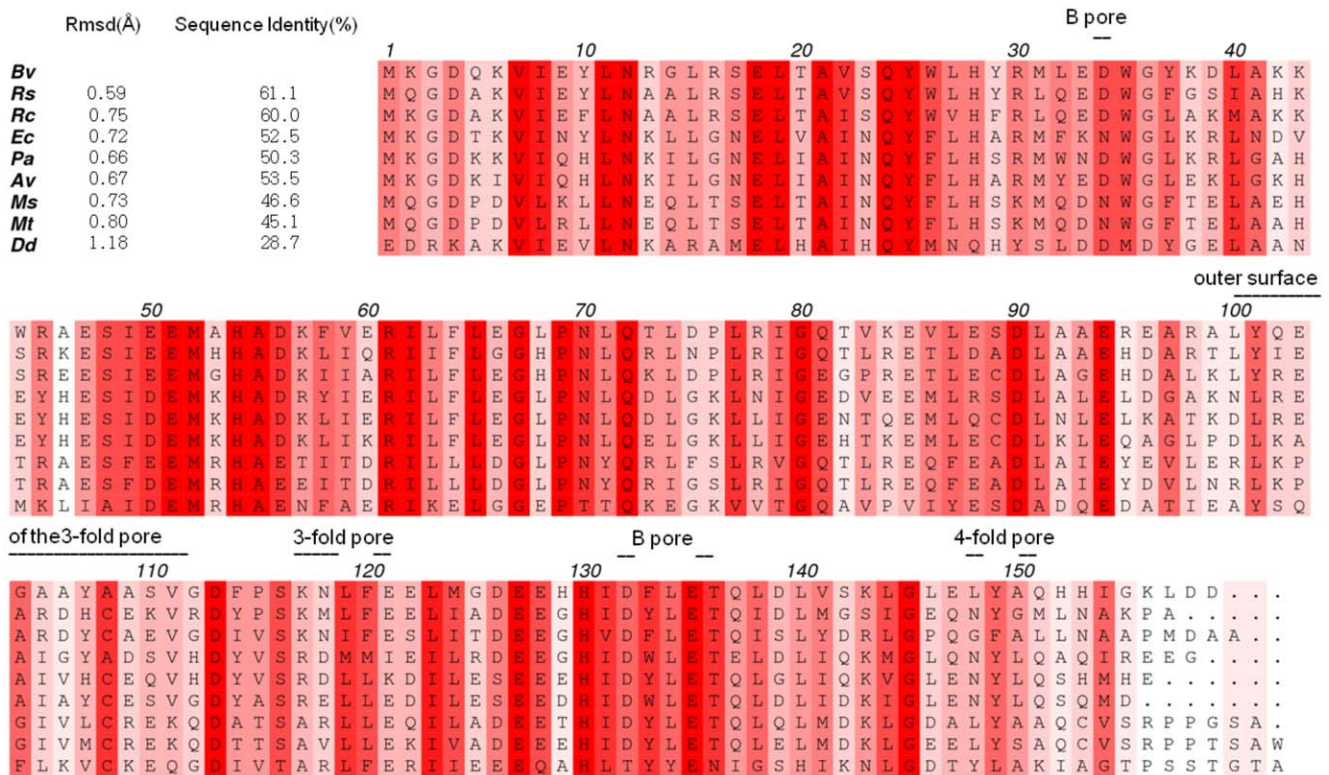 Rmsd(Å) Sequence Identity(%) B pore
1 10 20 30 40
Bv M K G D Q K V I E Y L N R G L R S E L T A V S Q Y W L H Y R M L E D W G Y K D L A K K
Rs 0.59 61.1 M Q G D A K V I E Y L N A A L R S E L T A V S Q Y W L H Y R L Q E D W G F G S I A H K
Rc 0.75 60.0 M K G D A K V I E F L N A A L R S E L T A I S Q Y W V H F R L Q E D W G L A K M A K K
Ec 0.72 52.5 M K G D T K V I N Y L N K L L G N E L V A I N Q Y F L H A R M F K N W G L K R L N D V
Pa 0.66 50.3 M K G D K K V I Q H L N K I L G N E L I A I N Q Y F L H S R M W N D W G L K R L G A H
Av 0.67 53.5 M K G D K I V I Q H L N K I L G N E L I A I N Q Y F L H A R M Y E D W G L E K L G K H
Ms 0.73 46.6 M Q G D P D V L K L L N E Q L T S E L T A I N Q Y F L H S K M Q D N W G F T E L A E H
Mt 0.80 45.1 M Q G D P D V L R L L N E Q L T S E L T A I N Q Y F L H S K M Q D N W G F T E L A A H
Dd 1.18 28.7 E D R K A K V I E V L N K A R A M E L H A I H Q Y M N Q H Y S L D D M D Y G E L A A N
outer surface
50 60 70 80 90 100
W R A E S I E E M A H A D K F V E R I L F L E G L P N L Q T L D P L R I G Q T V K E V L E S D L A A E R E A R A L Y Q E
S R K E S I E E M H H A D K L I Q R I I F L G G H P N L Q R L N P L R I G Q T L R E T L D A D L A A E H D A R T L Y I E
S R E E S I E E M G H A D K I I A R I L F L E G H P N L Q K L D P L R I G E G P R E T L E C D L A G E H D A L K L Y R E
E Y H E S I D E M K H A D R Y I E R I L F L E G L P N L Q D L G K L N I G E D V E E M L R S D L A L E L D G A K N L R E
E Y H E S I D E M K H A D K L I E R I L F L E G L P N L Q D L G K L L I G E N T Q E M L Q C D L N L E L K A T K D L R E
E Y H E S I D E M K H A D K L I K R I L F L E G L P N L Q E L G K L L I G E H T K E M L E C D L K L E Q A G L P D L K A
T R A E S F E E M R H A E T I T D R I L L L D G L P N Y Q R L F S L R V G Q T L R E Q F E A D L A I E Y E V L E R L K P
T R A E S F D E M R H A E E I T D R I L L L D G L P N Y Q R I G S L R I G Q T L R E Q F E A D L A I E Y D V L N R L K P
M K L I A I D E M R H A E N F A E R I K E L G G E P T T Q K E G K V V T G Q A V P V I Y E S D A D Q E D A T I E A Y S Q
of the3-fold pore 3-fold pore B pore 4-fold pore
110 120 130 140 150
G A A Y A A S V G D F P S K N L F E E L M G D E E H H I D F L E T Q L D L V S K L G L E L Y A Q H H I G K L D D . . .
A R D H C E K V R D Y P S K M L F E E L I A D E E G H I D Y L E T Q I D L M G S I G E Q N Y G M L N A K P A . . . . .
A R D Y C A E V G D I V S K N I F E S L I T D E E G H V D F L E T Q I S L Y D R L G P Q G F A L L N A A P M D A A . .
A I G Y A D S V H D Y V S R D M M I E I L R D E E G H I D W L E T E L D L I Q K M G L Q N Y L Q A Q I R E E G . . . .
A I V H C E Q V H D Y V S R D L L K D I L E S E E E H I D Y L E T Q L G L I Q K V G L E N Y L Q S H M H E . . . . . .
A I A Y C E S V G D Y A S R E L L E D I L E S E E D H I D W L E T Q L D L I D K I G L E N Y L Q S Q M D . . . . . . .
G I V L C R E K Q D A T S A R L L E Q I L A D E E T H I D Y L E T Q L Q L M D K L G D A L Y A A Q C V S R P P G S A .
G I V M C R E K Q D T T S A V L L E K I V A D E E E H I D Y L E T Q L E L M D K L G E E L Y S A Q C V S R P P T S A W
F L K V C K E Q G D I V T A R L F E R I I E E E Q A H L T Y Y E N I G S H I K N L G D T Y L A K I A G T P S S T G T A